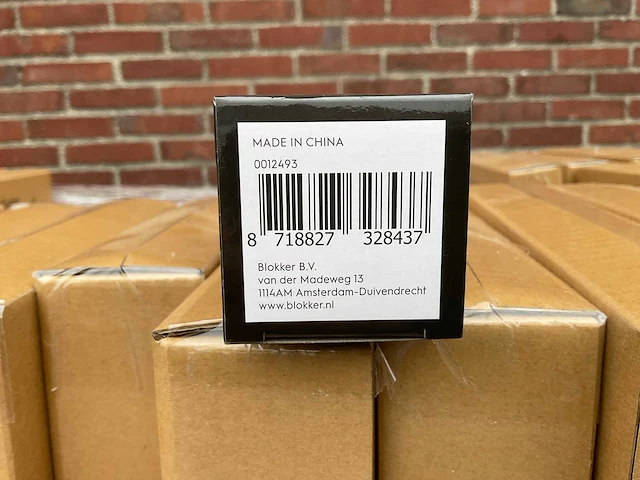 MADE IN CHINA
0012493
8 718827 328437
Blokker B.V.
van der Madeweg 13
1114AM Amsterdam-Duivendrecht
www.blokker.nl